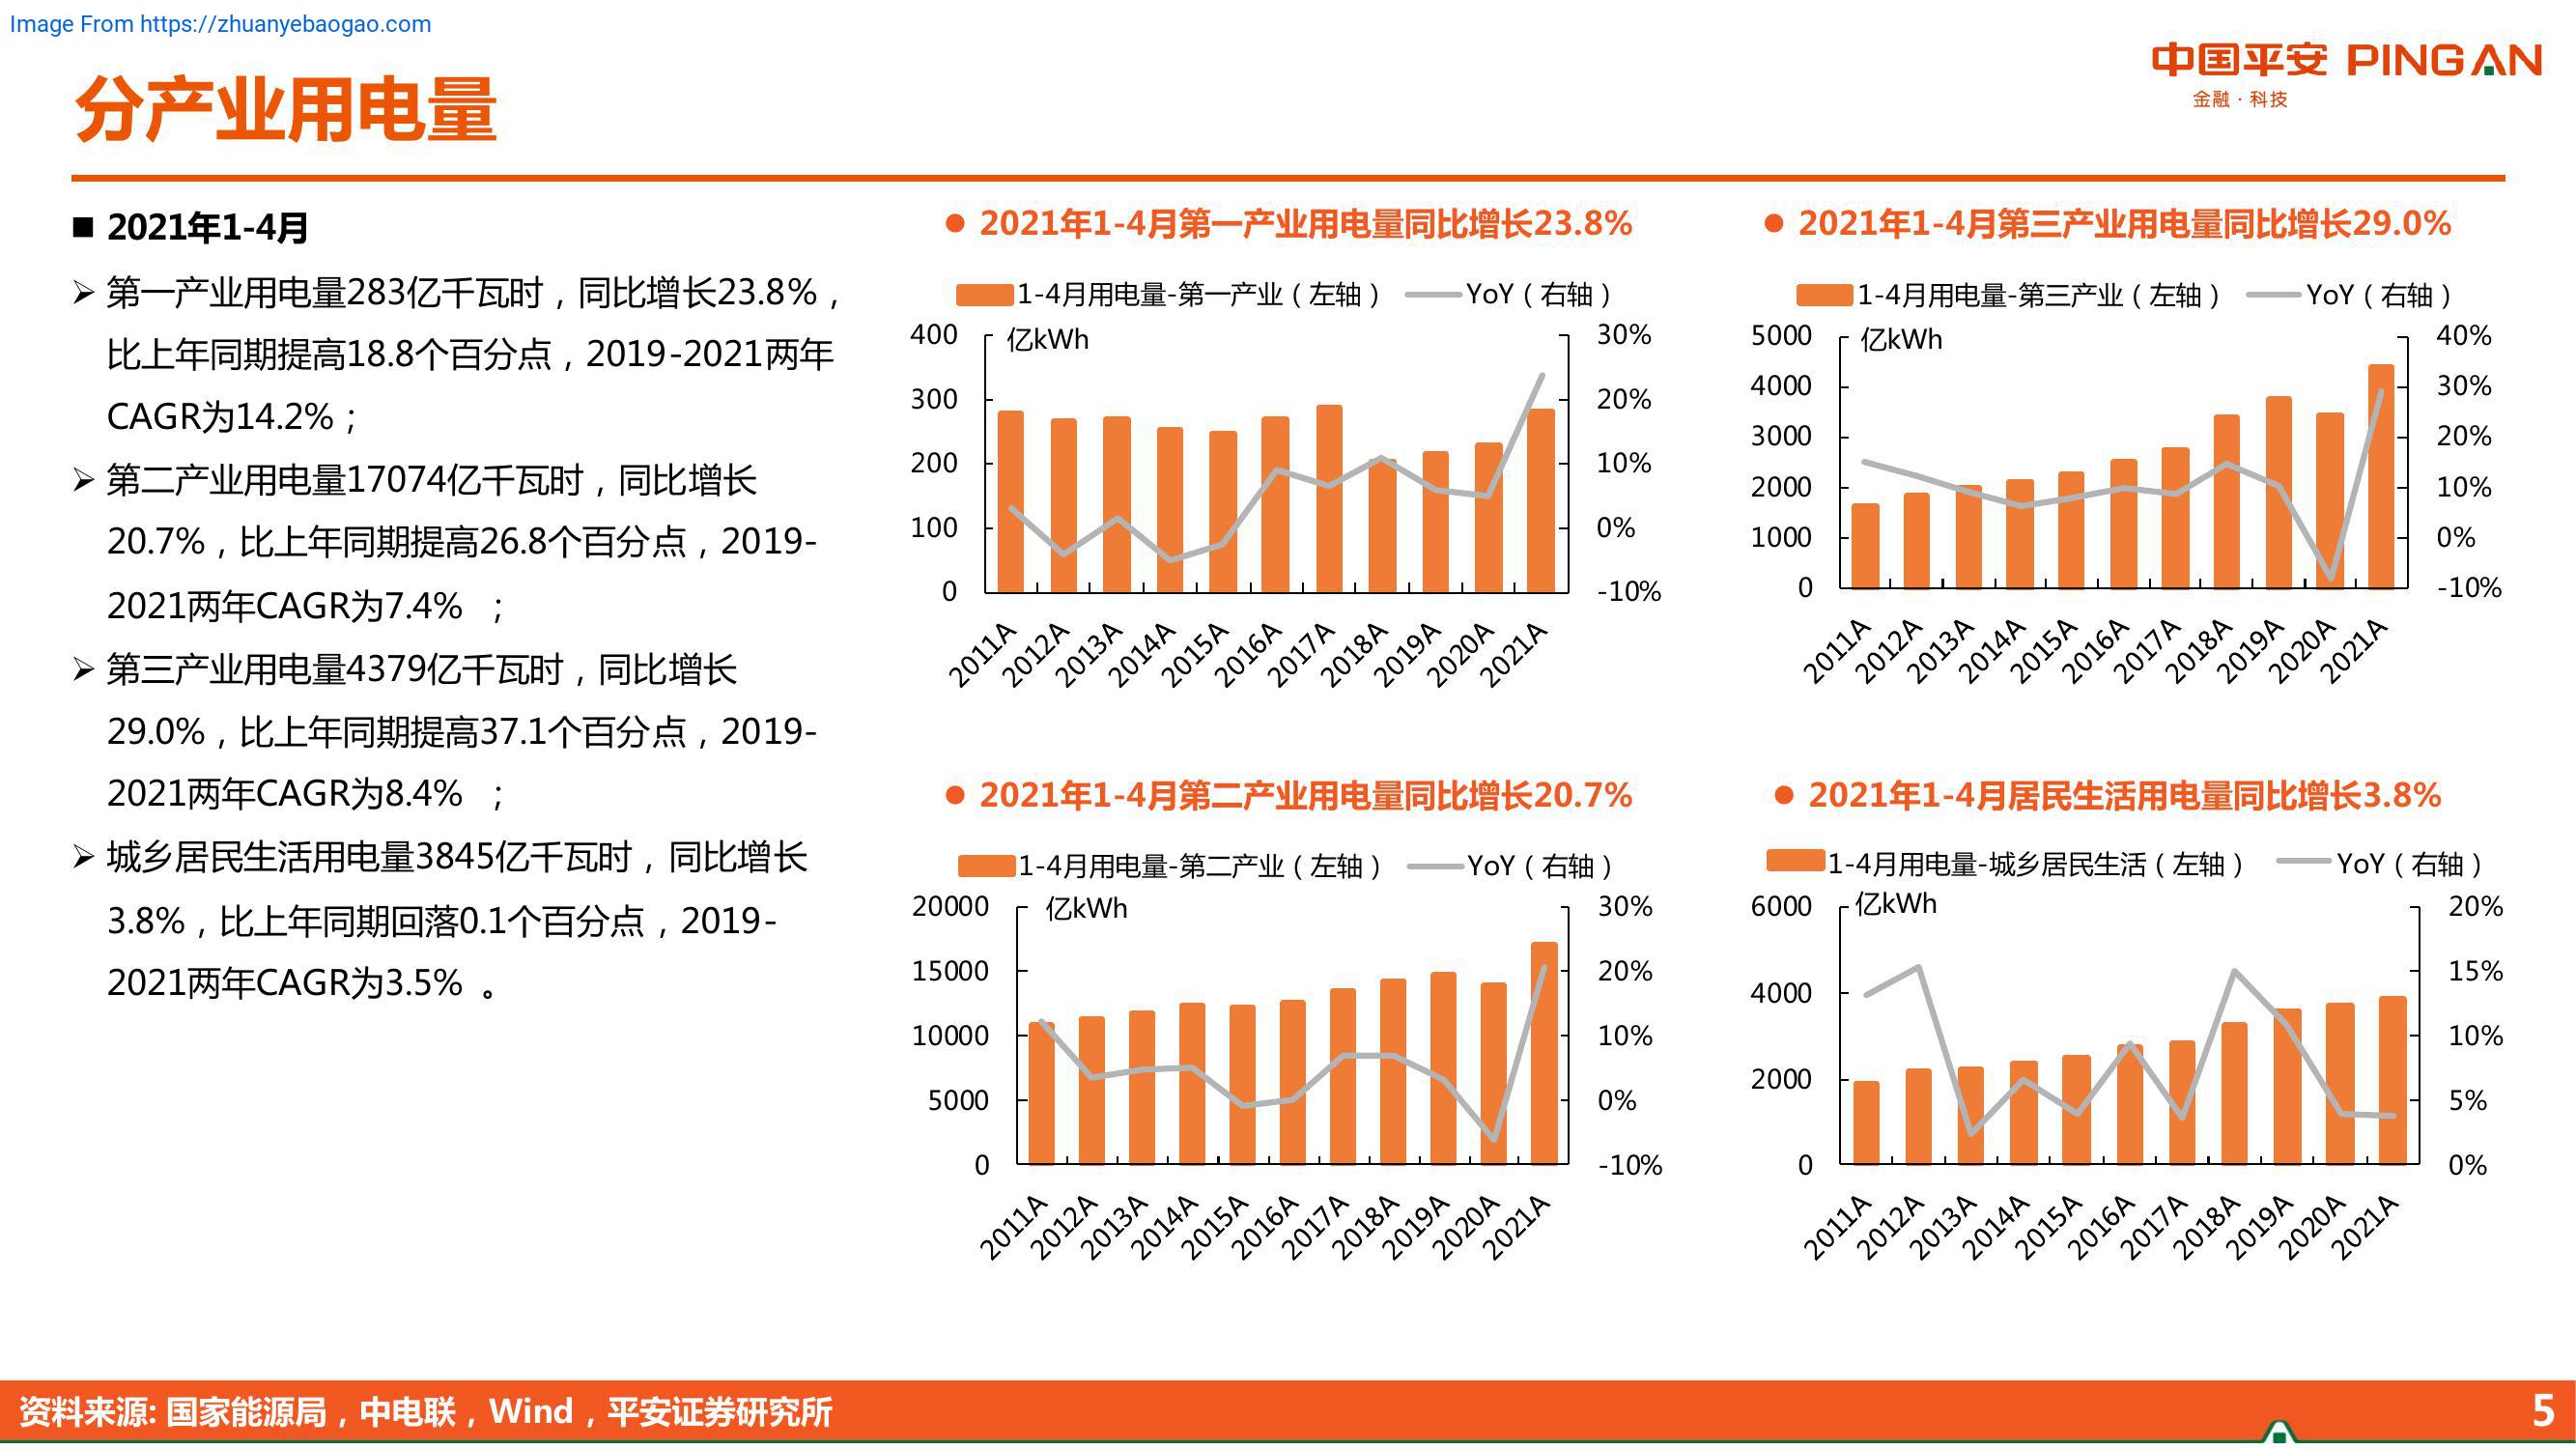 Image From https://zhuanyebaogao.com
中国平安 PINGAN
金融·科技
分产业用电量
■ 2021年1-4月
➢ 第一产业用电量283亿千瓦时，同比增长23.8%，
比上年同期提高18.8个百分点，2019-2021两年
CAGR为14.2%；
➢ 第二产业用电量17074亿千瓦时，同比增长
20.7%，比上年同期提高26.8个百分点，2019-
2021两年CAGR为7.4% ；
➢ 第三产业用电量4379亿千瓦时，同比增长
29.0%，比上年同期提高37.1个百分点，2019-
2021两年CAGR为8.4% ；
➢ 城乡居民生活用电量3845亿千瓦时，同比增长
3.8%，比上年同期回落0.1个百分点，2019-
2021两年CAGR为3.5% 。
● 2021年1-4月第一产业用电量同比增长23.8%
1-4月用电量-第一产业（左轴） YoY（右轴）
亿kWh
400
300
200
100
0
30%
20%
10%
0%
-10%
2011A 2012A 2013A 2014A 2015A 2016A 2017A 2018A 2019A 2020A 2021A
● 2021年1-4月第三产业用电量同比增长29.0%
1-4月用电量-第三产业（左轴） YoY（右轴）
亿kWh
5000
4000
3000
2000
1000
0
40%
30%
20%
10%
0%
-10%
2011A 2012A 2013A 2014A 2015A 2016A 2017A 2018A 2019A 2020A 2021A
● 2021年1-4月第二产业用电量同比增长20.7%
1-4月用电量-第二产业（左轴） YoY（右轴）
亿kWh
20000
15000
10000
5000
0
30%
20%
10%
0%
-10%
2011A 2012A 2013A 2014A 2015A 2016A 2017A 2018A 2019A 2020A 2021A
● 2021年1-4月居民生活用电量同比增长3.8%
1-4月用电量-城乡居民生活（左轴） YoY（右轴）
亿kWh
6000
4000
2000
0
20%
15%
10%
5%
0%
2011A 2012A 2013A 2014A 2015A 2016A 2017A 2018A 2019A 2020A 2021A
资料来源: 国家能源局，中电联，Wind，平安证券研究所
5